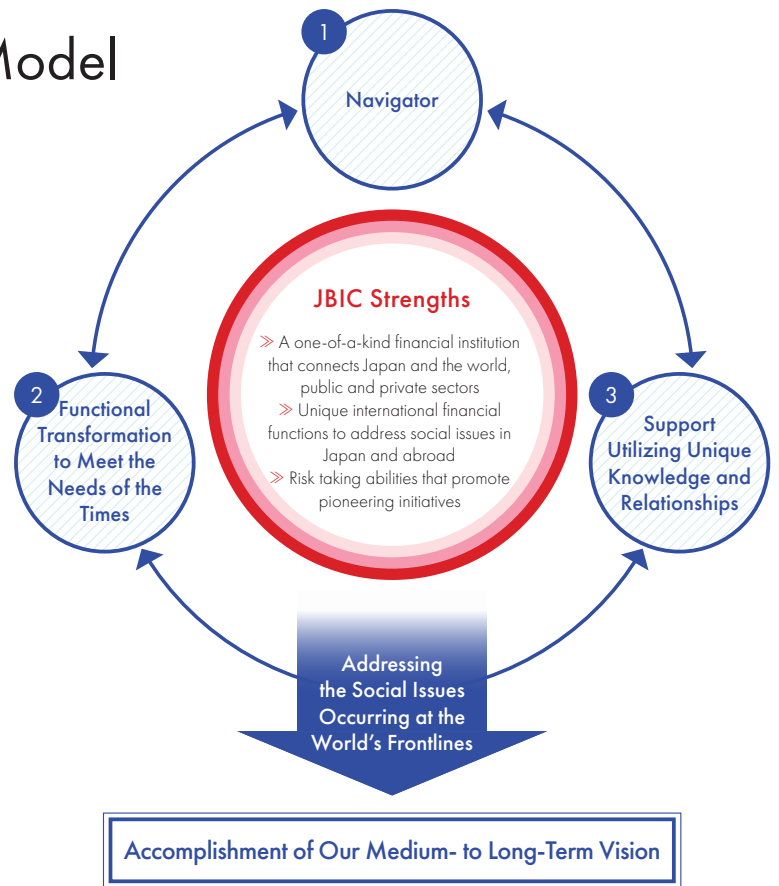 Model
1
Navigator
JBIC Strengths
≫ A one-of-a-kind financial institution
that connects Japan and the world,
public and private sectors
≫ Unique international financial
functions to address social issues in
Japan and abroad
≫ Risk taking abilities that promote
pioneering initiatives
2
Functional
Transformation
to Meet the
Needs of the
Times
3
Support
Utilizing Unique
Knowledge and
Relationships
Addressing
the Social Issues
Occurring at the
World's Frontlines
Accomplishment of Our Medium- to Long-Term Vision